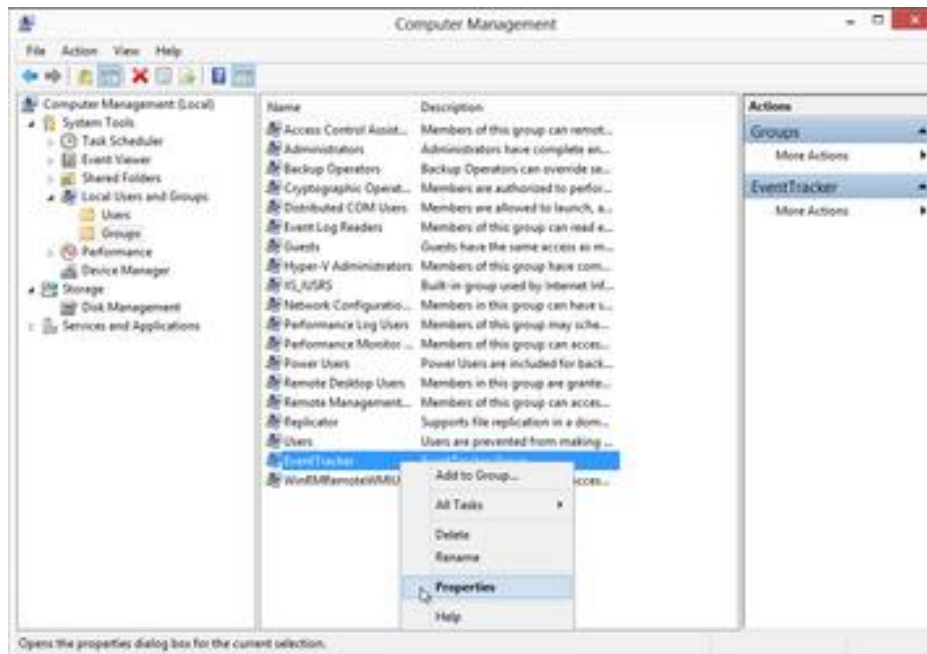 Computer Management
File Action View Help
Computer Management (Local)
System Tools
Task Scheduler
Event Viewer
Shared Folders
Local Users and Groups
Users
Groups
Performance
Device Manager
Storage
Disk Management
Services and Applications
Name Description
Access Control Assist... Members of this group can remot...
Administrators Administrators have complete an...
Backup Operators Backup Operators can override se...
Cryptographic Operat... Members are authorized to perfor...
Distributed COM Users Members are allowed to launch, a...
Event Log Readers Members of this group can read e...
Guests Guests have the same access as m...
Hyper-V Administrators Members of this group have com...
IIS_IUSRS Built-in group used by Internet Inf...
Network Configuratio... Members in this group can have s...
Performance Log Users Members of this group may sche...
Performance Monitor ... Members of this group can acces...
Power Users Power Users are included for back...
Remote Desktop Users Members in this group are grante...
Remote Management... Members of this group can acces...
Replicator Supports file replication in a dom...
Users Users are prevented from making ...
EventTracker
WinRMRemoteWMIU acces...
Add to Group...
All Tasks
Delete
Rename
Properties
Help
Actions
Groups
More Actions
EventTracker
More Actions
Opens the properties dialog box for the current selection.